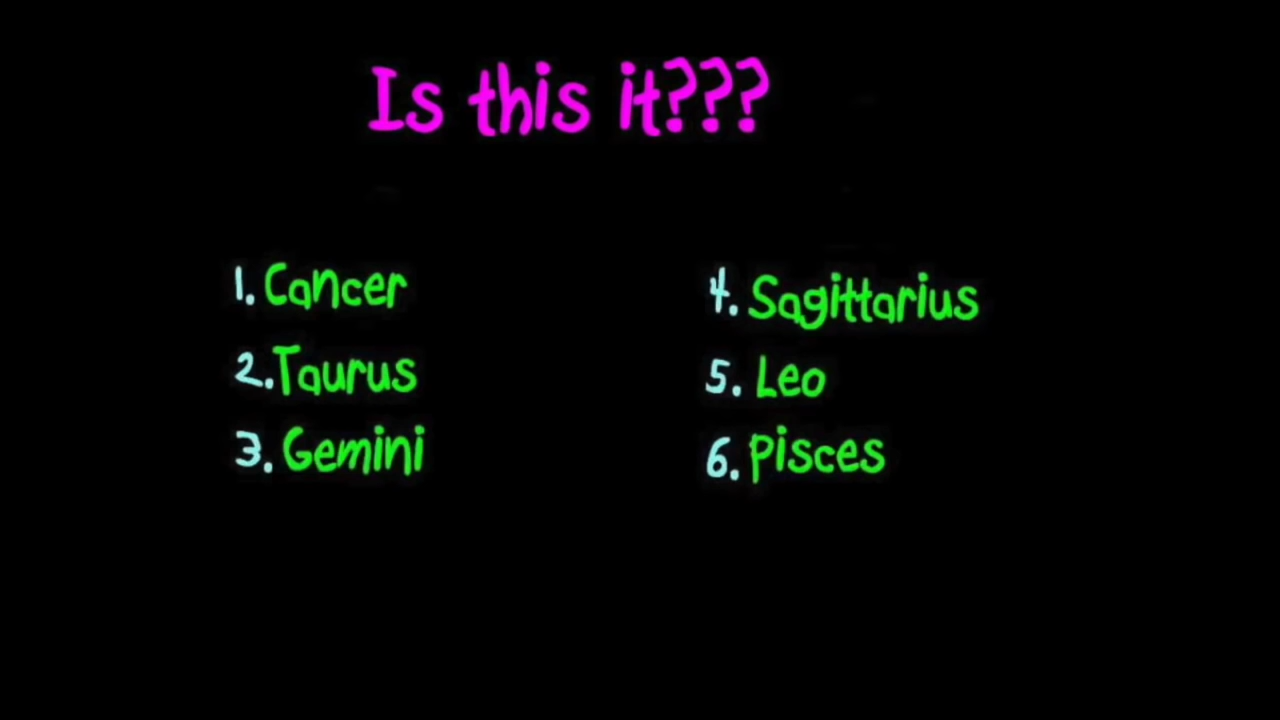 Is this it???
1. Cancer
2. Taurus
3. Gemini
4. Sagittarius
5. Leo
6. Pisces